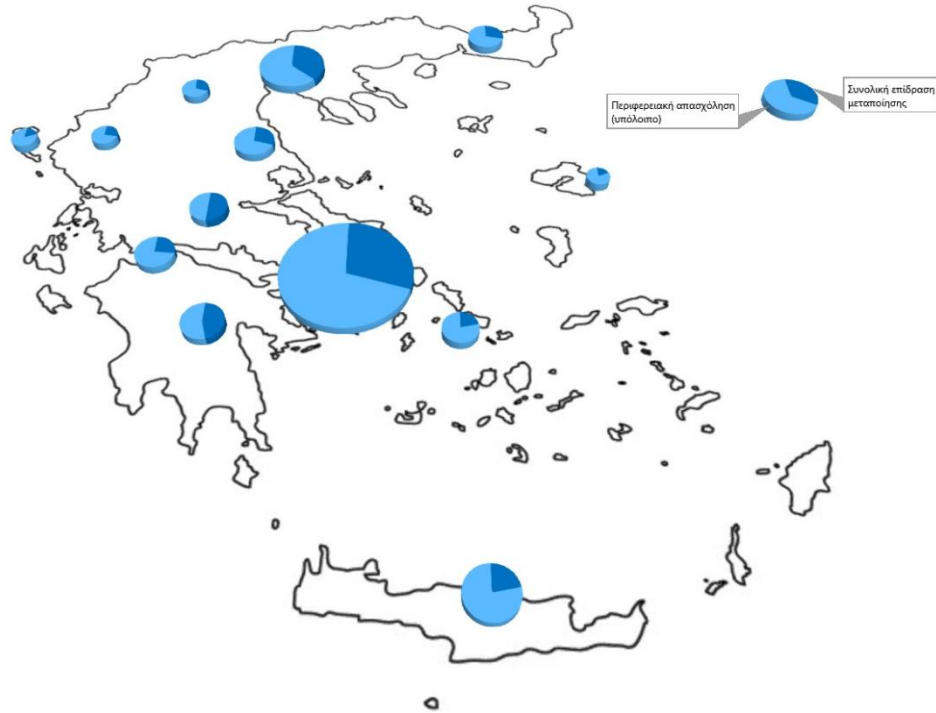 Συνολική επίδραση
μεταποίησης
Περιφερειακή απασχόληση
(υπόλοιπο)